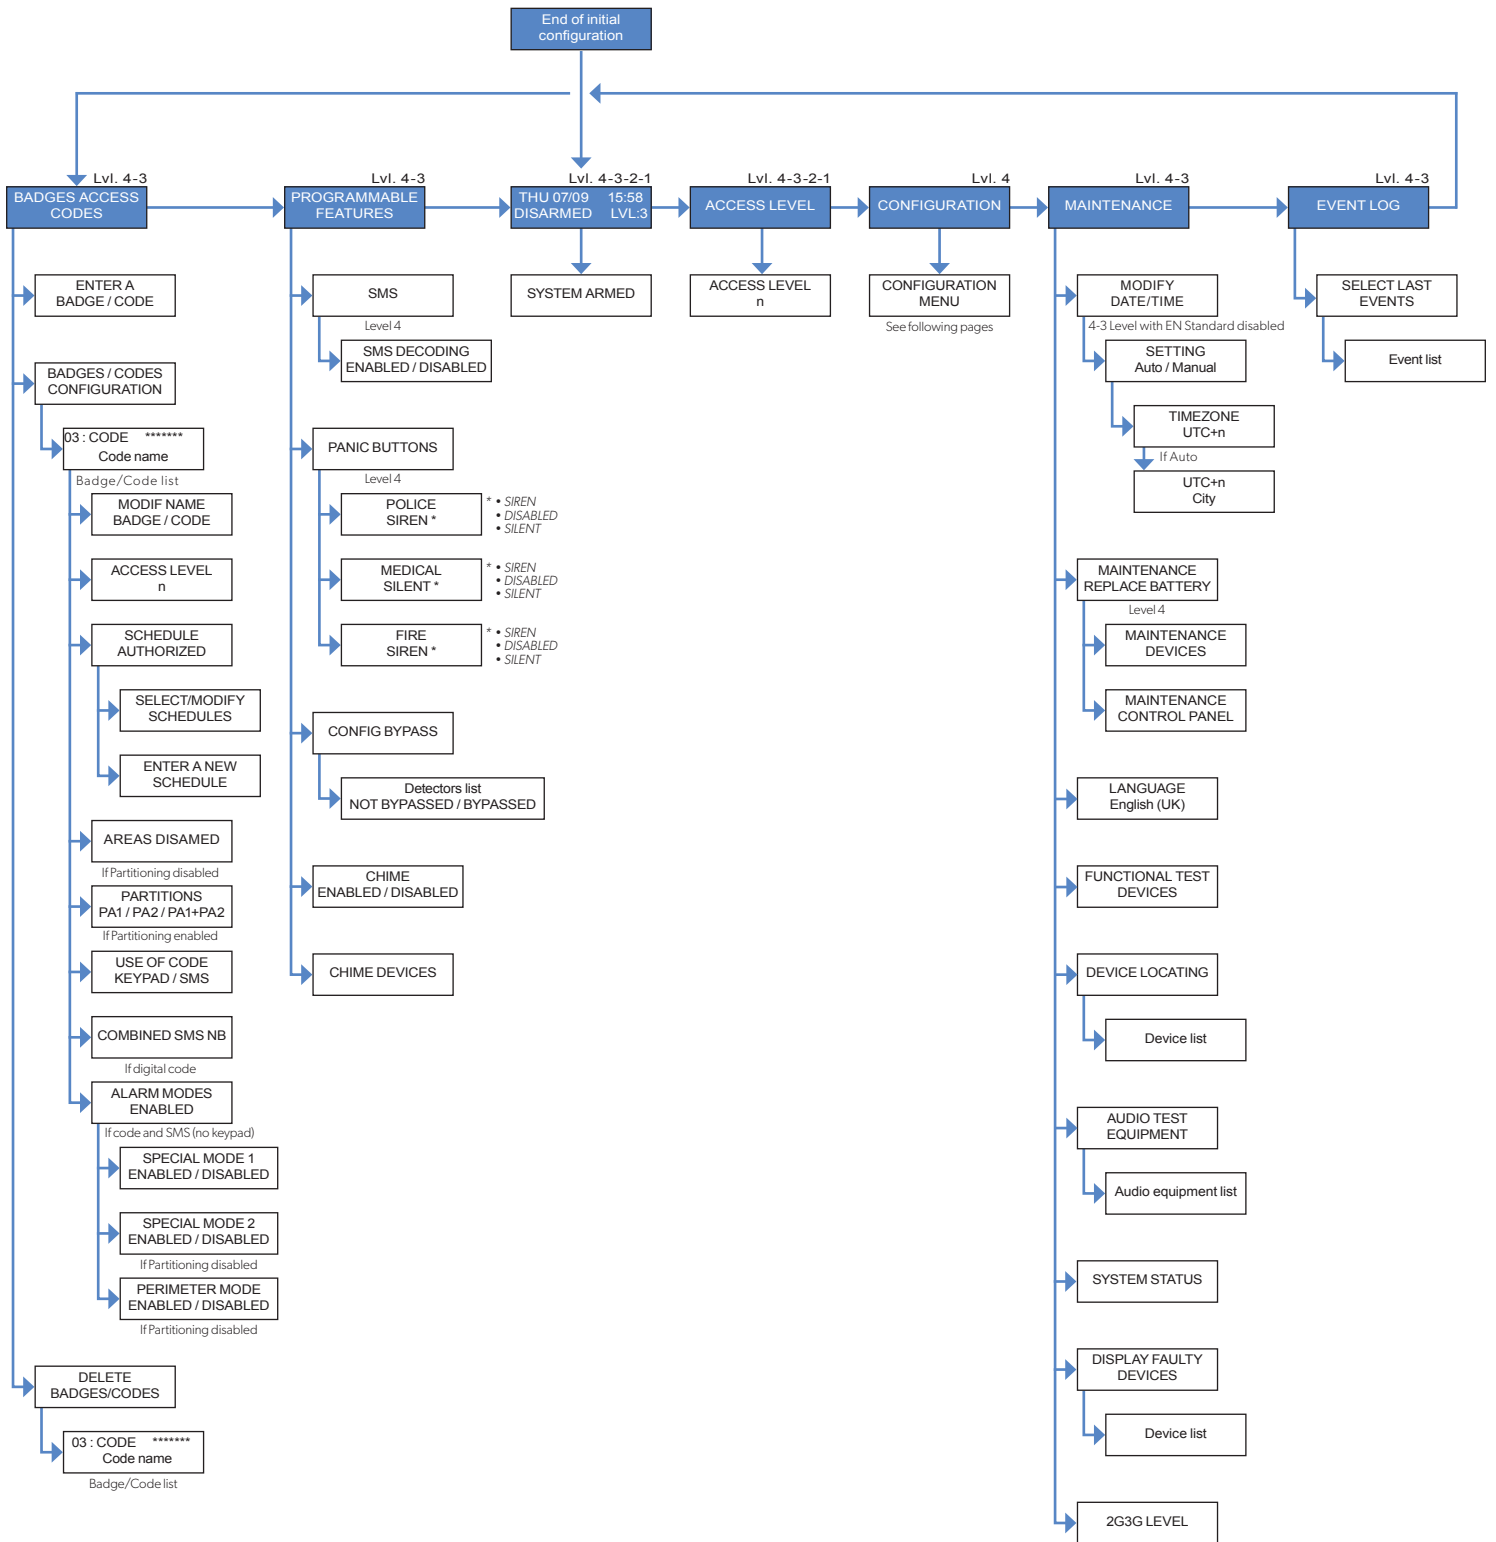 End of initial
configuration
Lvl. 4-3
BADGES ACCESS
CODES
ENTER A
BADGE / CODE
BADGES / CODES
CONFIGURATION
03 : CODE *******
Code name
Badge/Code list
MODIF NAME
BADGE / CODE
ACCESS LEVEL
n
SCHEDULE
AUTHORIZED
SELECT/MODIFY
SCHEDULES
ENTER A NEW
SCHEDULE
AREAS DISAMED
If Partitioning disabled
PARTITIONS
PA1 / PA2 / PA1+PA2
If Partitioning enabled
USE OF CODE
KEYPAD / SMS
COMBINED SMS NB
If digital code
ALARM MODES
ENABLED
If code and SMS (no keypad)
SPECIAL MODE 1
ENABLED / DISABLED
SPECIAL MODE 2
ENABLED / DISABLED
If Partitioning disabled
PERIMETER MODE
ENABLED / DISABLED
If Partitioning disabled
DELETE
BADGES/CODES
03 : CODE *******
Code name
Badge/Code list
Lvl. 4-3
PROGRAMMABLE
FEATURES
SMS
Level 4
SMS DECODING
ENABLED / DISABLED
PANIC BUTTONS
Level 4
POLICE
SIREN *
* • SIREN
• DISABLED
• SILENT
MEDICAL
SILENT *
* • SIREN
• DISABLED
• SILENT
FIRE
SIREN *
* • SIREN
• DISABLED
• SILENT
CONFIG BYPASS
Detectors list
NOT BYPASSED / BYPASSED
CHIME
ENABLED / DISABLED
CHIME DEVICES
Lvl. 4-3-2-1
THU 07/09 15:58
DISARMED LVL:3
SYSTEM ARMED
Lvl. 4-3-2-1
ACCESS LEVEL
ACCESS LEVEL
n
Lvl. 4
CONFIGURATION
CONFIGURATION
MENU
See following pages
Lvl. 4-3
MAINTENANCE
MODIFY
DATE/TIME
4-3 Level with EN Standard disabled
SETTING
Auto / Manual
TIMEZONE
UTC+n
If Auto
UTC+n
City
MAINTENANCE
REPLACE BATTERY
Level 4
MAINTENANCE
DEVICES
MAINTENANCE
CONTROL PANEL
LANGUAGE
English (UK)
FUNCTIONAL TEST
DEVICES
DEVICE LOCATING
Device list
AUDIO TEST
EQUIPMENT
Audio equipment list
SYSTEM STATUS
DISPLAY FAULTY
DEVICES
Device list
2G3G LEVEL
Lvl. 4-3
EVENT LOG
SELECT LAST
EVENTS
Event list